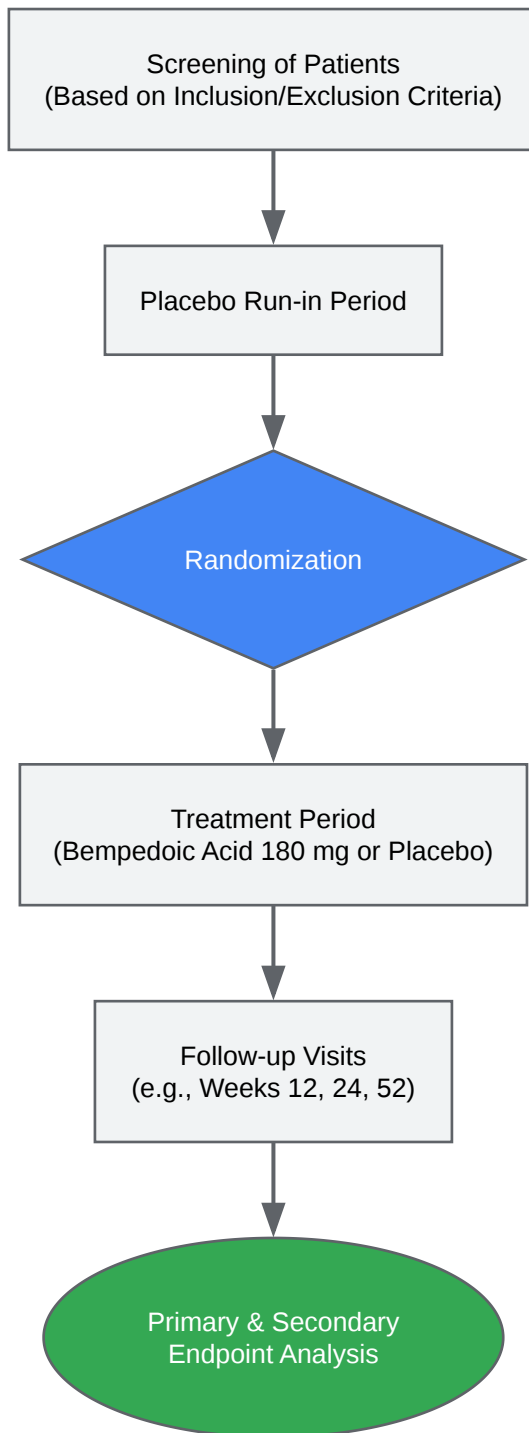 Screening of Patients
(Based on Inclusion/Exclusion Criteria)
Placebo Run-in Period
Randomization
Treatment Period
(Bempedoic Acid 180 mg or Placebo)
Follow-up Visits
(e.g., Weeks 12, 24, 52)
Primary & Secondary
Endpoint Analysis